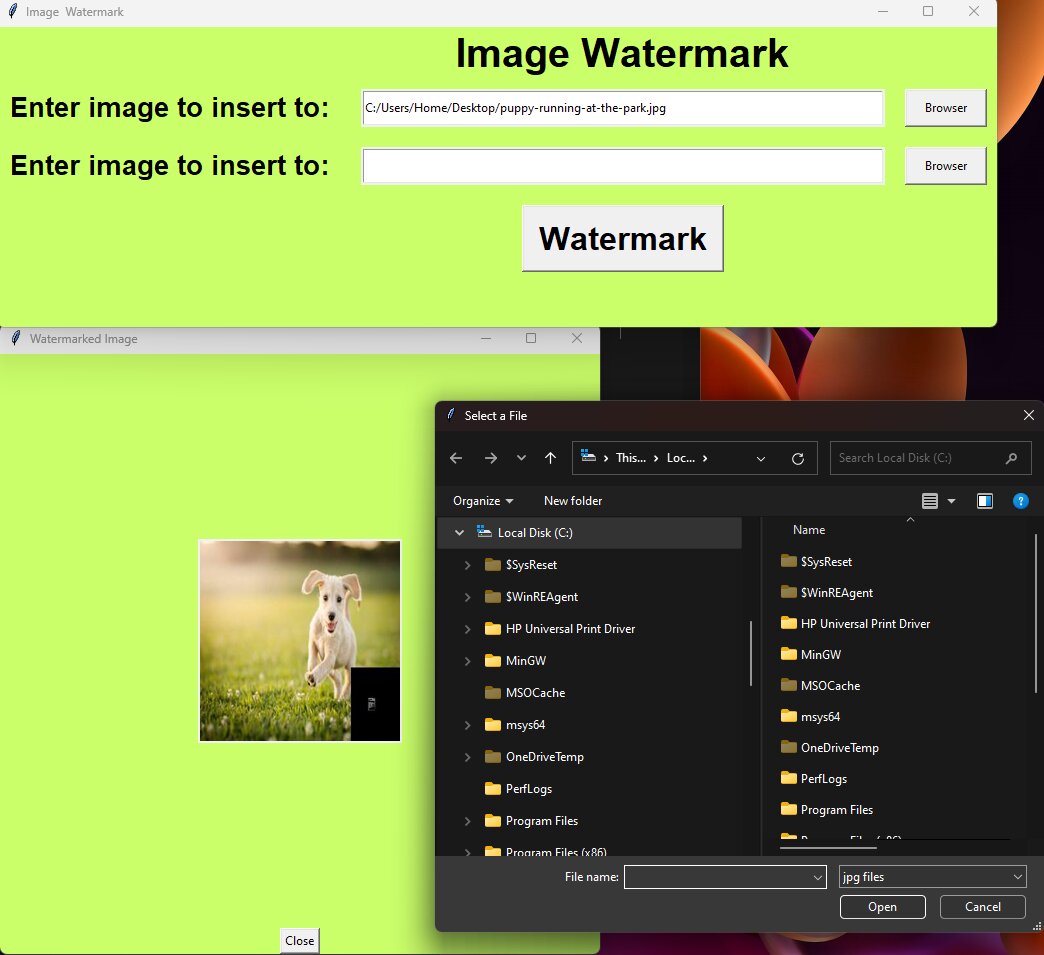 Image Watermark
Image Watermark
Enter image to insert to:
C:/Users/Home/Desktop/puppy-running-at-the-park.jpg
Browser
Enter image to insert to:
Browser
Watermark
Watermarked Image
Close
Select a File
This...
Loc...
Search Local Disk (C:)
Organize
New folder
Local Disk (C:)
$SysReset
$WinREAgent
HP Universal Print Driver
MinGW
MSOCache
msys64
OneDriveTemp
PerfLogs
Program Files
Program Files (x86)
Name
$SysReset
$WinREAgent
HP Universal Print Driver
MinGW
MSOCache
msys64
OneDriveTemp
PerfLogs
Program Files
Program Files (x86)
File name:
jpg files
Open
Cancel